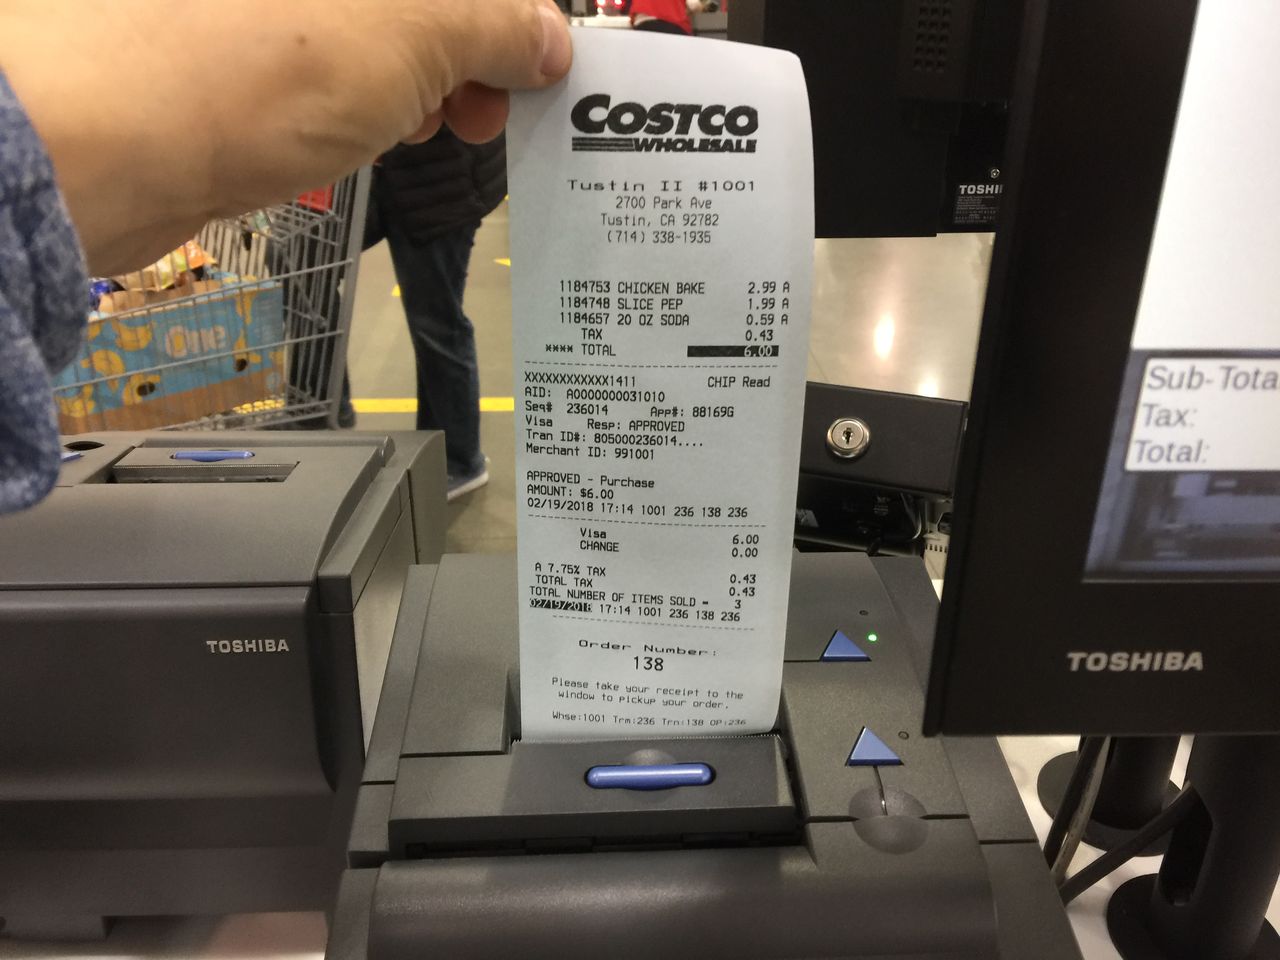 COSTCO
WHOLESALE
Tustin II #1001
2700 Park Ave
Tustin, CA 92782
(714) 338-1935
1184753 CHICKEN BAKE 2.99 A
1184748 SLICE PEP 1.99 A
1184657 20 OZ SODA 0.59 A
TAX 0.43
**** TOTAL 6.00
XXXXXXXXXXXX1411 CHIP Read
AID: A0000000031010
Seq# 236014 App#: 88169G
Visa Resp: APPROVED
Tran ID#: 805000236014....
Merchant ID: 991001
APPROVED - Purchase
AMOUNT: $6.00
02/19/2018 17:14 1001 236 138 236
Visa 6.00
CHANGE 0.00
A 7.75% TAX 0.43
TOTAL TAX 0.43
TOTAL NUMBER OF ITEMS SOLD = 3
02/19/2018 17:14 1001 236 138 236
Order Number:
138
Please take your receipt to the
window to pickup your order.
Whse:1001 Trm:236 Trn:138 OP:236
TOSHIBA
TOSHI
Sub-Tota
Tax:
Total:
TOSHIBA
One